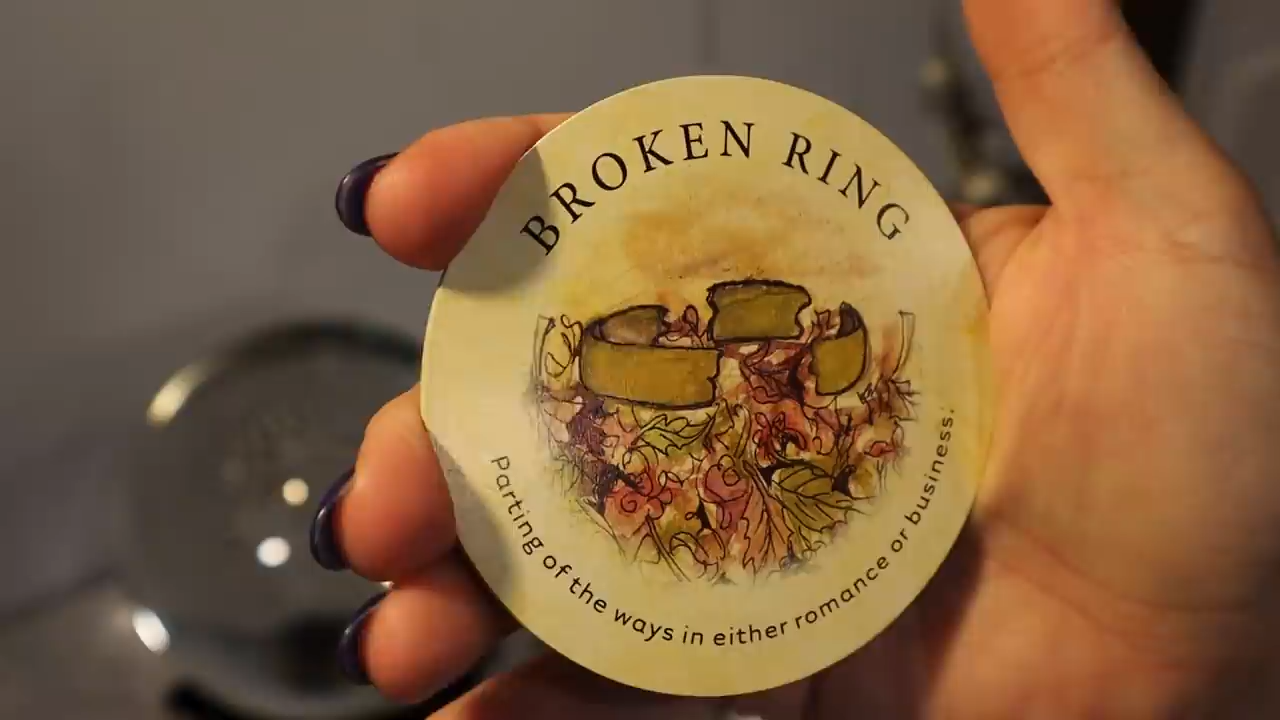 BROKEN RING
Parting of the ways in either romance or business.